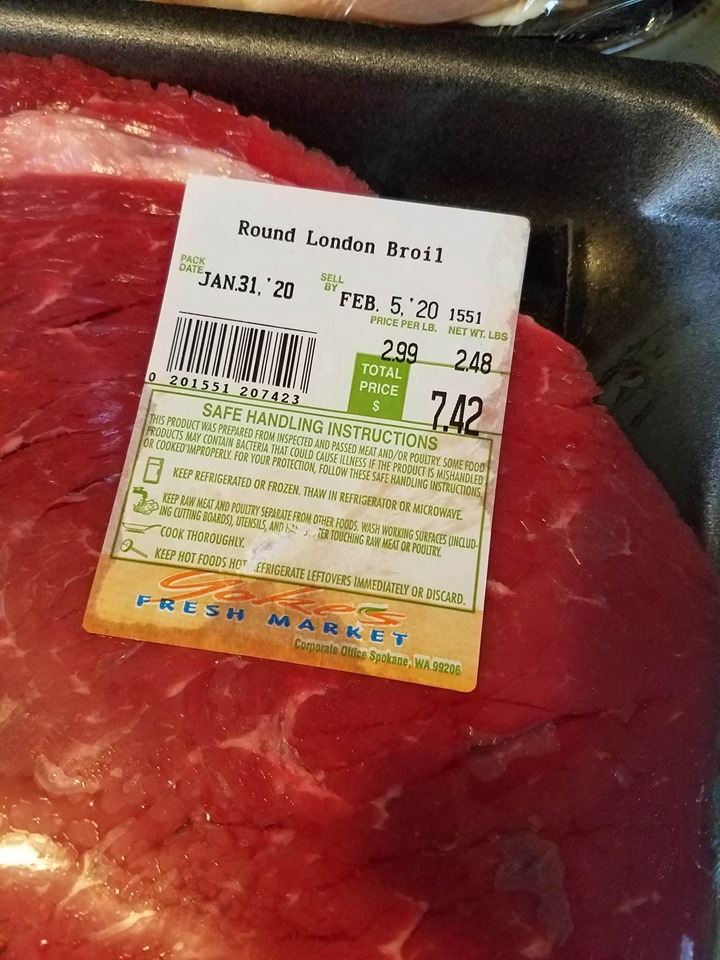 Round London Broil
PACK
DATE
JAN.31,'20
SELL
BY
FEB. 5,'20 1551
PRICE PER LB. NET WT. LBS
2.99 2.48
TOTAL
PRICE
$
7.42
0 201551 207423
SAFE HANDLING INSTRUCTIONS
THIS PRODUCT WAS PREPARED FROM INSPECTED AND PASSED MEAT AND/OR POULTRY. SOME FOOD
PRODUCTS MAY CONTAIN BACTERIA THAT COULD CAUSE ILLNESS IF THE PRODUCT IS MISHANDLED
OR COOKED IMPROPERLY. FOR YOUR PROTECTION, FOLLOW THESE SAFE HANDLING INSTRUCTIONS.
KEEP REFRIGERATED OR FROZEN. THAW IN REFRIGERATOR OR MICROWAVE.
KEEP RAW MEAT AND POULTRY SEPARATE FROM OTHER FOODS. WASH WORKING SURFACES (INCLUD-
ING CUTTING BOARDS), UTENSILS, AND TOUCHING RAW MEAT OR POULTRY.
COOK THOROUGHLY.
KEEP HOT FOODS REFRIGERATE LEFTOVERS IMMEDIATELY OR DISCARD.
Yoke's
FRESH MARKET
Corporate Office Spokane, WA 99206